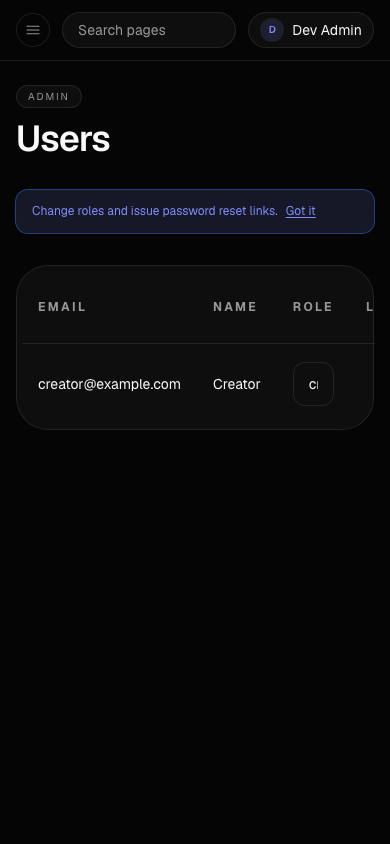 Search pages
D
Dev Admin
ADMIN
Users
Change roles and issue password reset links. Got it
EMAIL NAME ROLE L
creator@example.com Creator